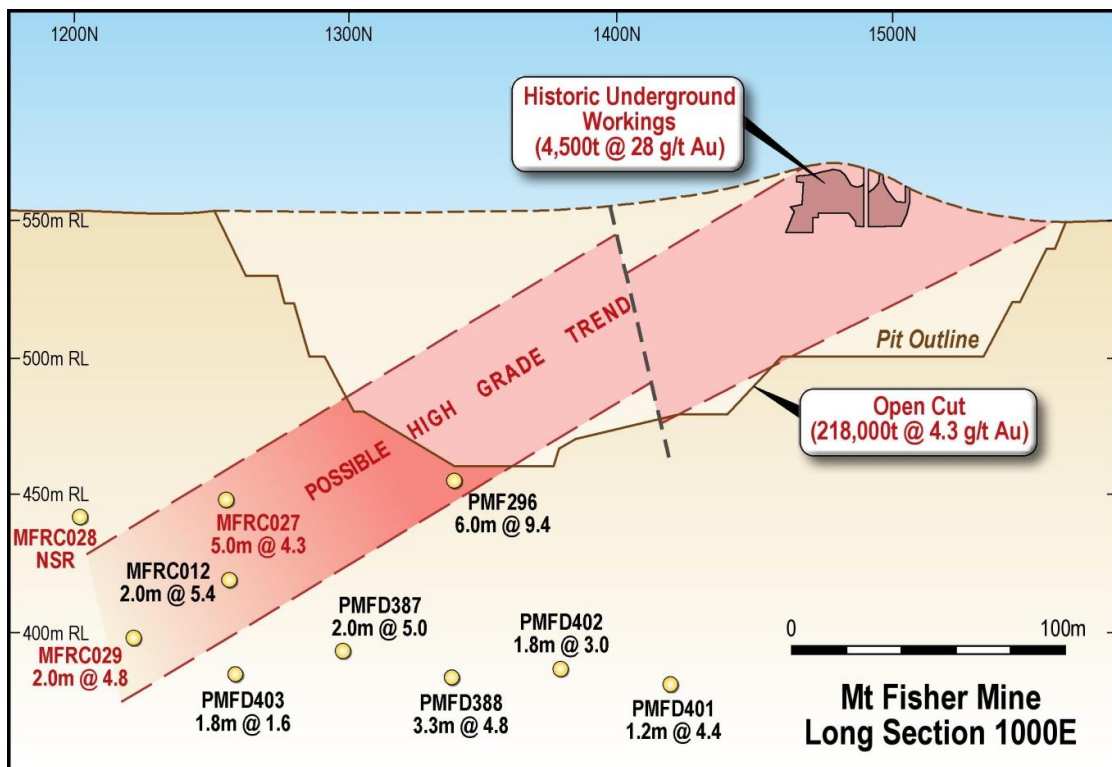 1200N
1300N
1400N
1500N
Historic Underground
Workings
(4,500t @ 28 g/t Au)
550m RL
500m RL
450m RL
400m RL
POSSIBLE HIGH GRADE TREND
Pit Outline
Open Cut
(218,000t @ 4.3 g/t Au)
MFRC028
NSR
MFRC027
5.0m @ 4.3
PMF296
6.0m @ 9.4
MFRC012
2.0m @ 5.4
MFRC029
2.0m @ 4.8
PMFD403
1.8m @ 1.6
PMFD387
2.0m @ 5.0
PMFD388
3.3m @ 4.8
PMFD402
1.8m @ 3.0
PMFD401
1.2m @ 4.4
0
100m
Mt Fisher Mine
Long Section 1000E